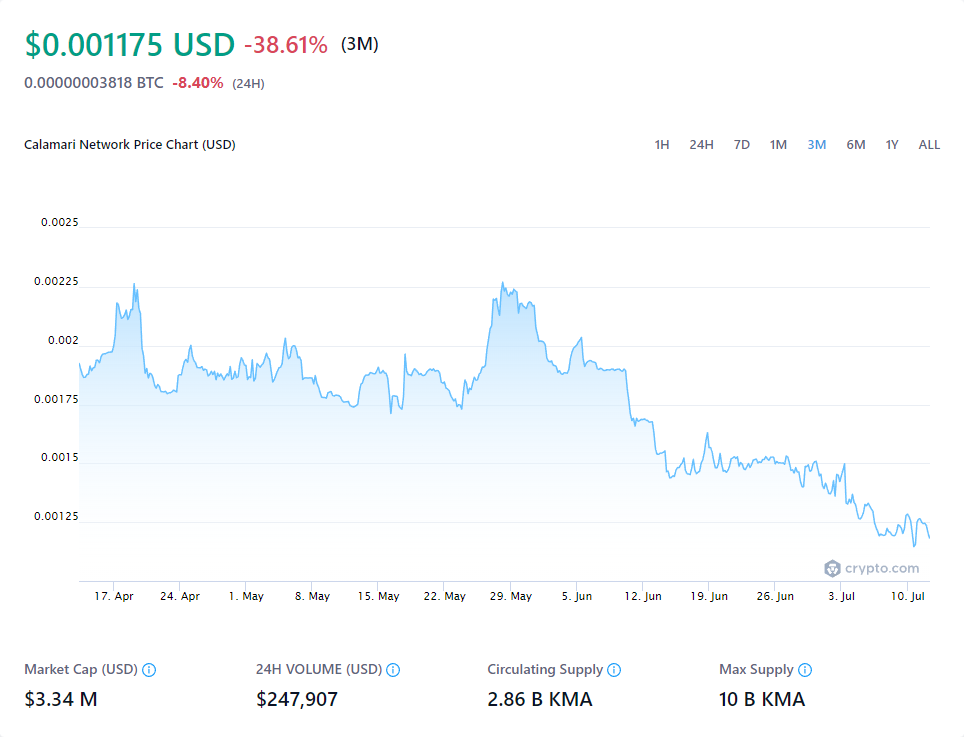 $0.001175 USD -38.61% (3M)
0.00000003818 BTC -8.40% (24H)
Calamari Network Price Chart (USD) 1H 24H 7D 1M 3M 6M 1Y ALL
0.0025
0.00225
0.002
0.00175
0.0015
0.00125
crypto.com
17. Apr 24. Apr 1. May 8. May 15. May 22. May 29. May 5. Jun 12. Jun 19. Jun 26. Jun 3. Jul 10. Jul
Market Cap (USD) 24H VOLUME (USD) Circulating Supply Max Supply
$3.34 M $247,907 2.86 B KMA 10 B KMA